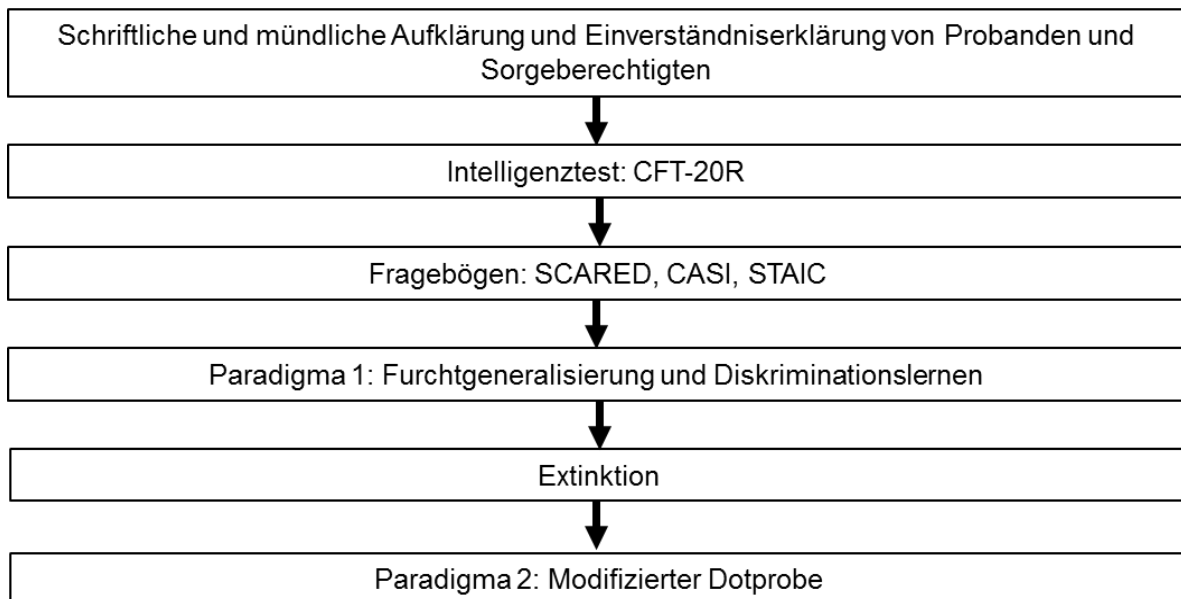 Schriftliche und mündliche Aufklärung und Einverständniserklärung von Probanden und
Sorgeberechtigten
Intelligenztest: CFT-20R
Fragebögen: SCARED, CASI, STAIC
Paradigma 1: Furchtgeneralisierung und Diskriminationslernen
Extinktion
Paradigma 2: Modifizierter Dotprobe